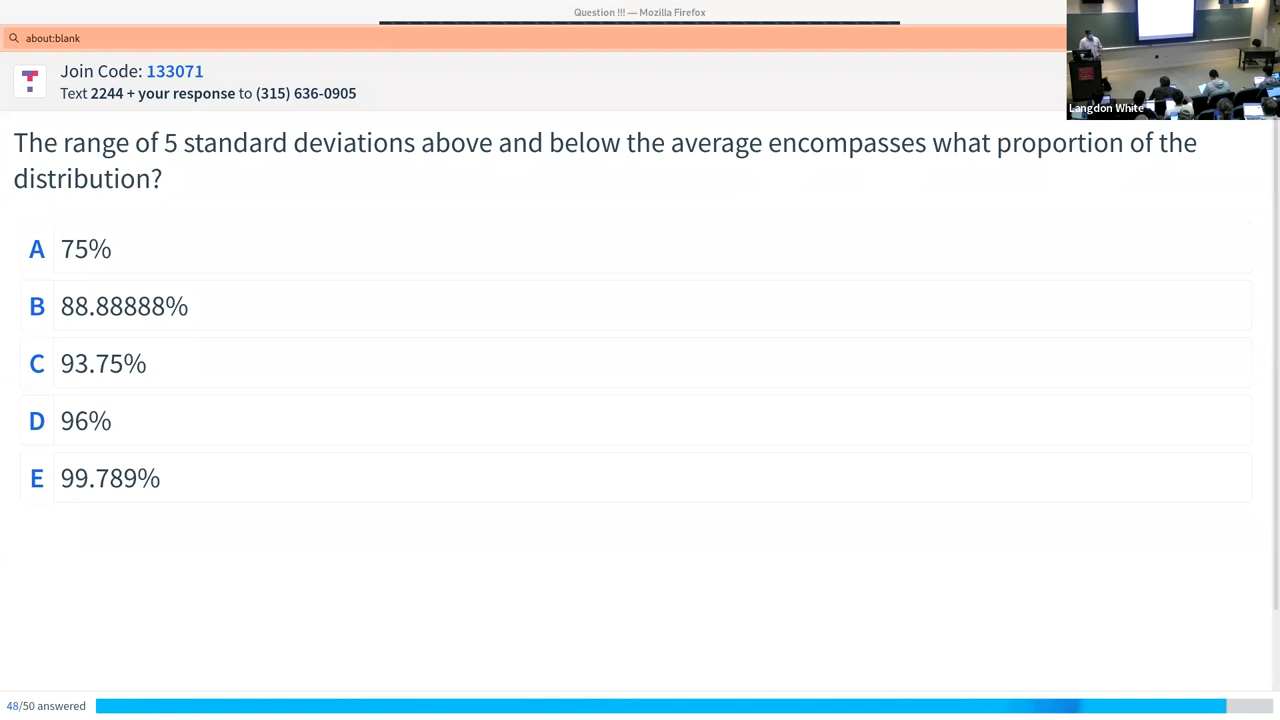 Question !!! — Mozilla Firefox
about:blank
Join Code: 133071
Text 2244 + your response to (315) 636-0905
Langdon White
The range of 5 standard deviations above and below the average encompasses what proportion of the
distribution?
A 75%
B 88.88888%
C 93.75%
D 96%
E 99.789%
48/50 answered